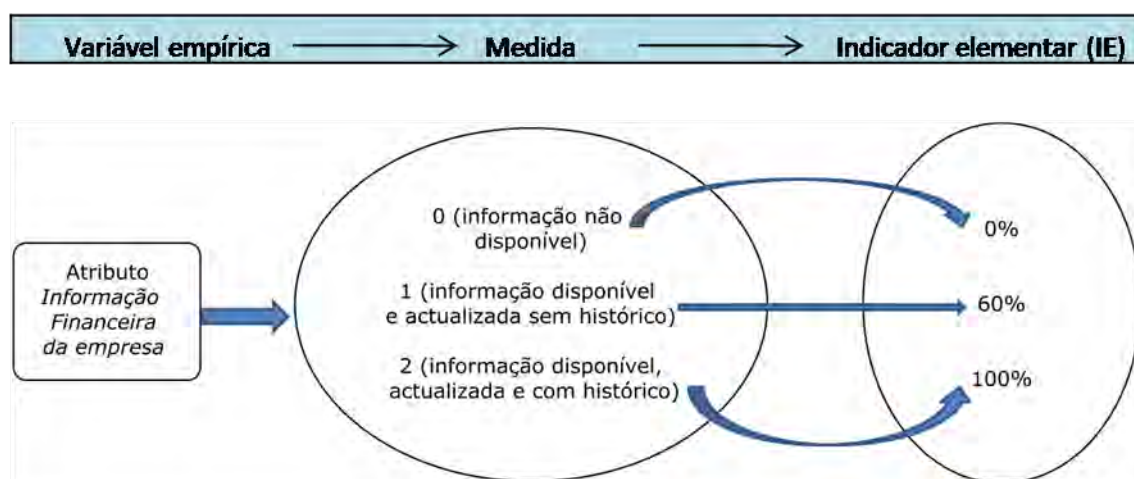 Variável empírica Medida Indicador elementar (IE)
Atributo
Informação
Financeira
da empresa
0 (informação não
disponível)
0%
1 (informação disponível
e actualizada sem histórico)
60%
2 (informação disponível,
actualizada e com histórico)
100%